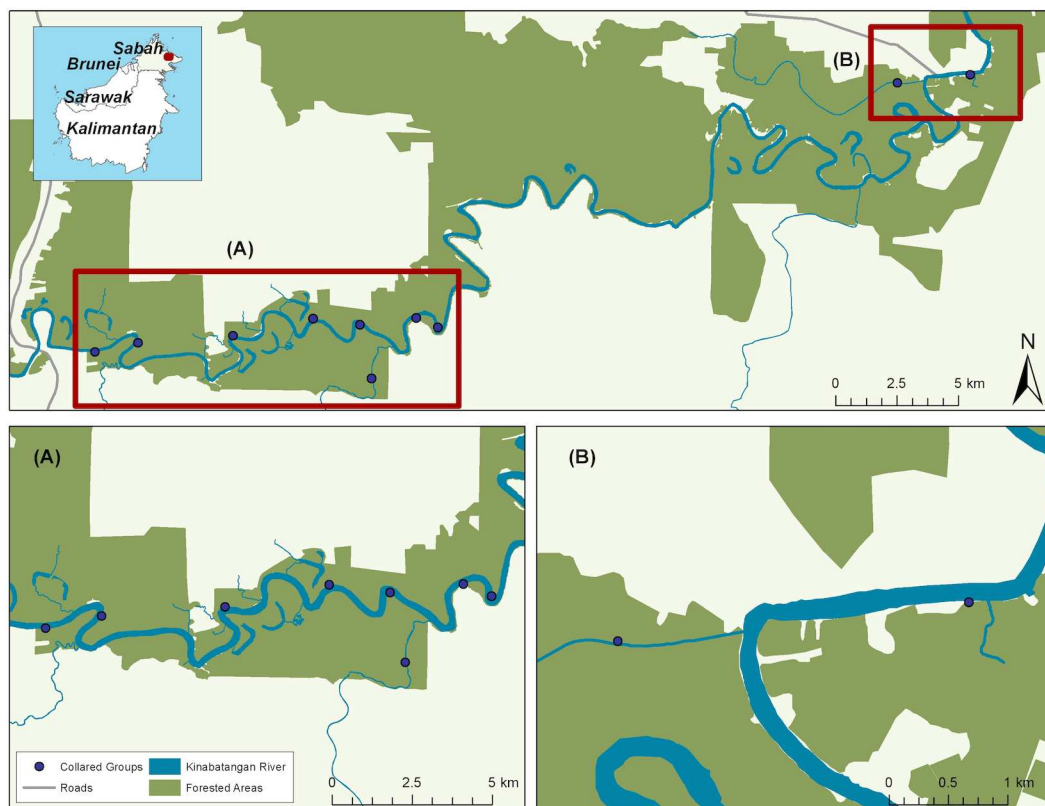 Sabah
Brunei
Sarawak
Kalimantan
(A)
(B)
N
0 2.5 5 km
(A)
Collared Groups
Kinabatangan River
Roads
Forested Areas
0 2.5 5 km
(B)
0 0.5 1 km